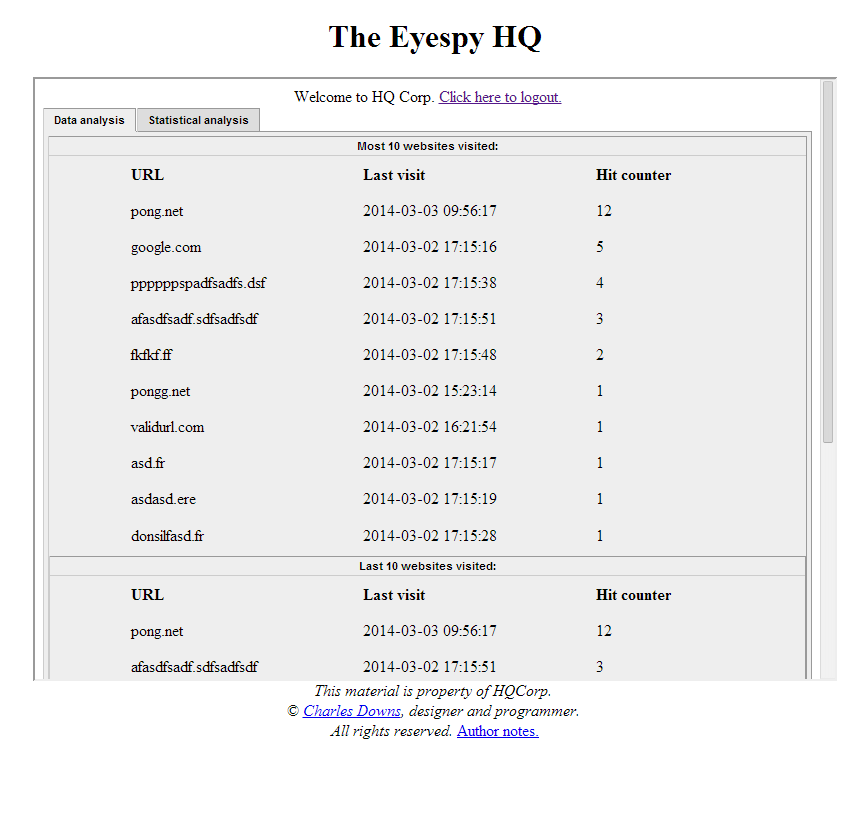 The Eyespy HQ
Welcome to HQ Corp. Click here to logout.
Data analysis Statistical analysis
Most 10 websites visited:
URL Last visit Hit counter
pong.net 2014-03-03 09:56:17 12
google.com 2014-03-02 17:15:16 5
ppppppspadfsadfs.dsf 2014-03-02 17:15:38 4
afasdfsadf.sdfsadfsdf 2014-03-02 17:15:51 3
fkfkf.ff 2014-03-02 17:15:48 2
pongg.net 2014-03-02 15:23:14 1
validurl.com 2014-03-02 16:21:54 1
asd.fr 2014-03-02 17:15:17 1
asdasd.ere 2014-03-02 17:15:19 1
donsilfasd.fr 2014-03-02 17:15:28 1
Last 10 websites visited:
URL Last visit Hit counter
pong.net 2014-03-03 09:56:17 12
afasdfsadf.sdfsadfsdf 2014-03-02 17:15:51 3
This material is property of HQCorp.
© Charles Downs, designer and programmer.
All rights reserved. Author notes.